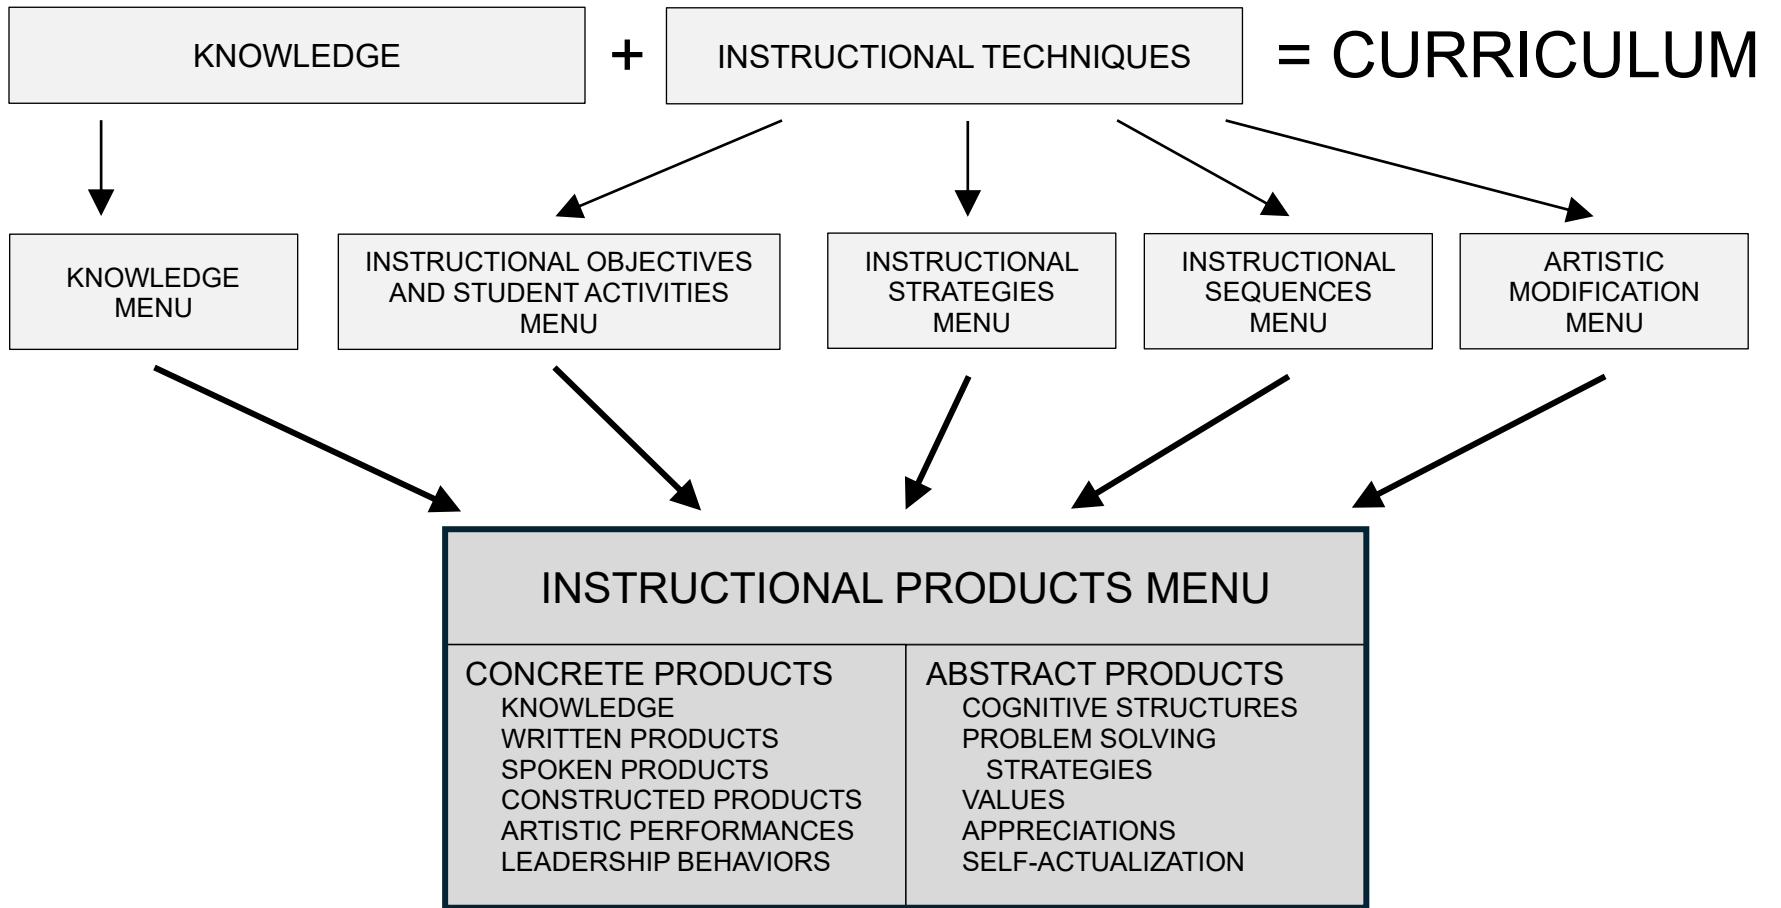 KNOWLEDGE + INSTRUCTIONAL TECHNIQUES = CURRICULUM
KNOWLEDGE
MENU
INSTRUCTIONAL OBJECTIVES
AND STUDENT ACTIVITIES
MENU
INSTRUCTIONAL
STRATEGIES
MENU
INSTRUCTIONAL
SEQUENCES
MENU
ARTISTIC
MODIFICATION
MENU
INSTRUCTIONAL PRODUCTS MENU
CONCRETE PRODUCTS
KNOWLEDGE
WRITTEN PRODUCTS
SPOKEN PRODUCTS
CONSTRUCTED PRODUCTS
ARTISTIC PERFORMANCES
LEADERSHIP BEHAVIORS
ABSTRACT PRODUCTS
COGNITIVE STRUCTURES
PROBLEM SOLVING
STRATEGIES
VALUES
APPRECIATIONS
SELF-ACTUALIZATION